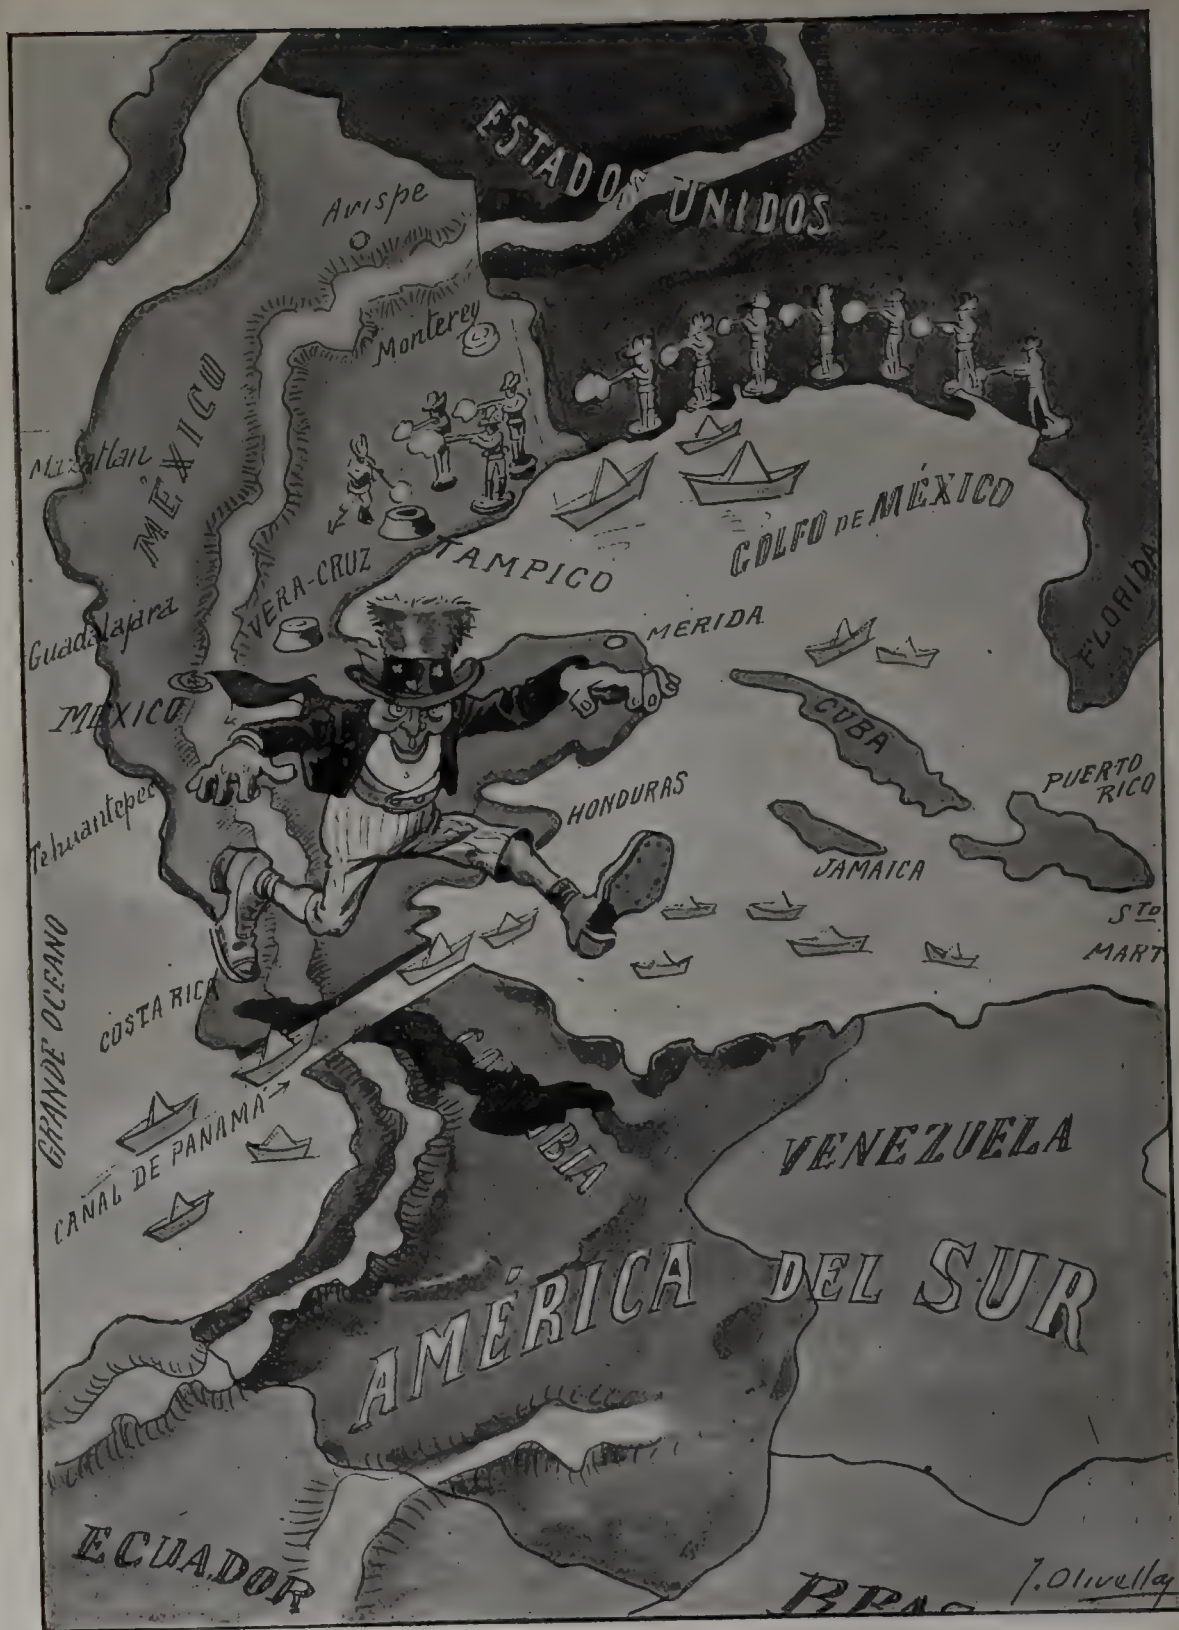 ESTADOS UNIDOS
Arispe
Monterey
MÉXICO
Mazatlan
GOLFO DE MÉXICO
TAMPICO
VERA-CRUZ
FLORIDA
Guadalajara
MERIDA
MEXICO
CUBA
PUERTO
RICO
HONDURAS
Tehuantepec
JAMAICA
STO
MART
GRANDE OCEANO
COSTA RICA
CANAL DE PANAMA
VENEZUELA
AMÉRICA DEL SUR
ECUADOR